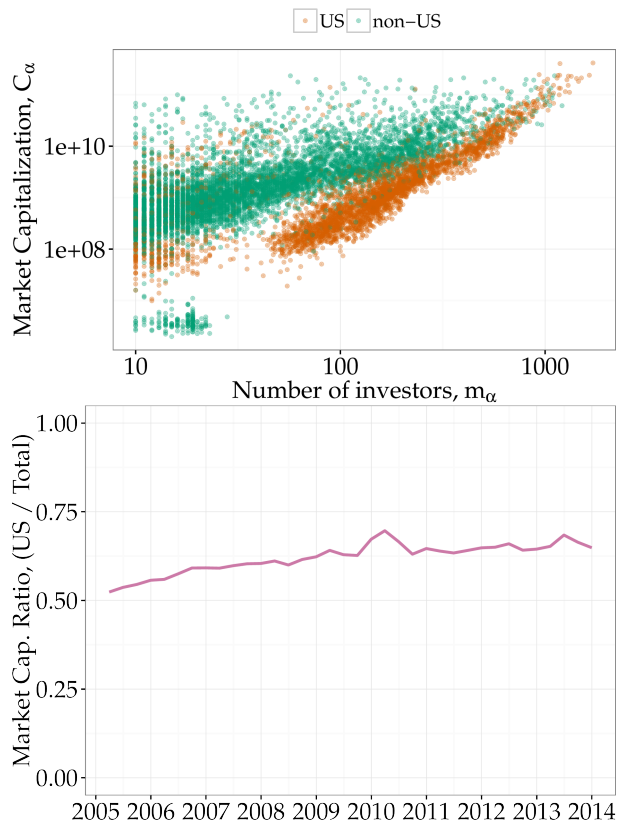 US non−US
Market Capitalization, Cα
1e+10
1e+08
10 100 1000
Number of investors, mα
Market Cap. Ratio, (US / Total)
1.00
0.75
0.50
0.25
0.00
2005 2006 2007 2008 2009 2010 2011 2012 2013 2014